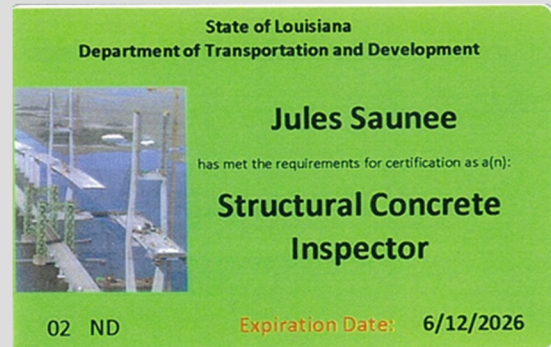 State of Louisiana
Department of Transportation and Development
Jules Saunee
has met the requirements for certification as a(n):
Structural Concrete
Inspector
02 ND
Expiration Date: 6/12/2026